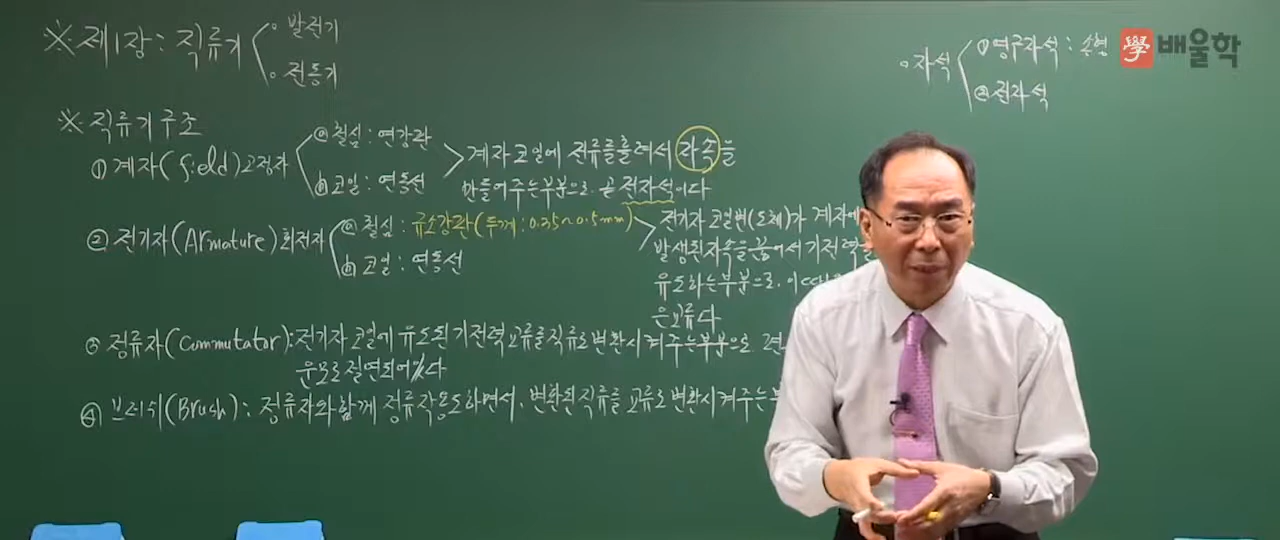 ※ 제1장 : 직류기
◦ 발전기
◦ 전동기
◦ 자석
① 영구자석 :
② 전자석
學 배울학
※ 직류기 구조
① 계자(field) 고정자
ⓐ 철심 : 연강판
ⓑ 코일 : 연동선
계자 코일에 전류를 흘려서 자속을
만들어주는부분으로. 곧 전자석이다
② 전기자(Armature) 회전자
ⓐ 철심 : 규소강판(두께 : 0.35~0.5mm)
ⓑ 코일 : 연동선
전기자 코일변(도체)가 계자에
발생된자속을 끊어서 기전력을
유도하는부분으로. 이때
은교류다
③ 정류자(Commutator) : 전기자 코일에 유도된 기전력 교류를 직류로변환시켜 주는부분으로
운모로 절연되어있다
④ 브러쉬(Brush) : 정류자와 함께 정류작용도하면서. 변환된 직류를 교류로 변환시켜주는